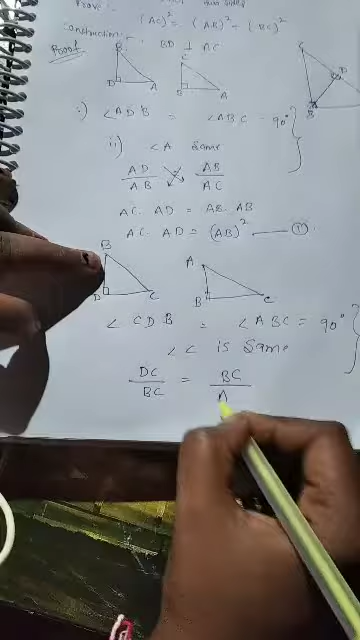 Prove :
(AC)² = (AB)² - (BC)²
Construction:- BD ⊥ AC
Proof
B
C
D A
B A
C
D
B
i) ∠ADB = ∠ABC - 90°
ii) ∠A Same
AD AB
AB AC
AC. AD = AB. AB
AC. AD = (AB)² —— ①
B
A
D C
B C
∠CDB = ∠ABC = 90°
∠C is Same
DC = BC
BC A